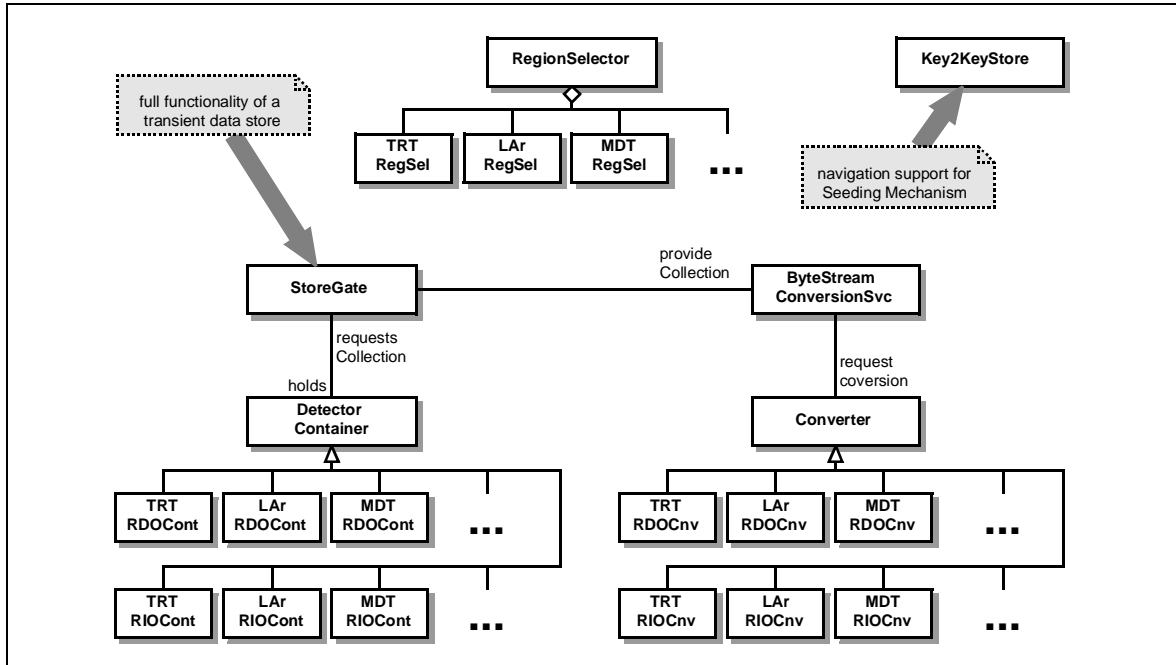 RegionSelector
Key2KeyStore
full functionality of a
transient data store
TRT
RegSel
LAr
RegSel
MDT
RegSel
...
navigation support for
Seeding Mechanism
provide
Collection
StoreGate
ByteStream
ConversionSvc
requests
Collection
request
coversion
holds
Detector
Container
Converter
TRT
RDOCont
LAr
RDOCont
MDT
RDOCont
...
TRT
RDOCnv
LAr
RDOCnv
MDT
RDOCnv
...
TRT
RIOCont
LAr
RIOCont
MDT
RIOCont
...
TRT
RIOCnv
LAr
RIOCnv
MDT
RIOCnv
...